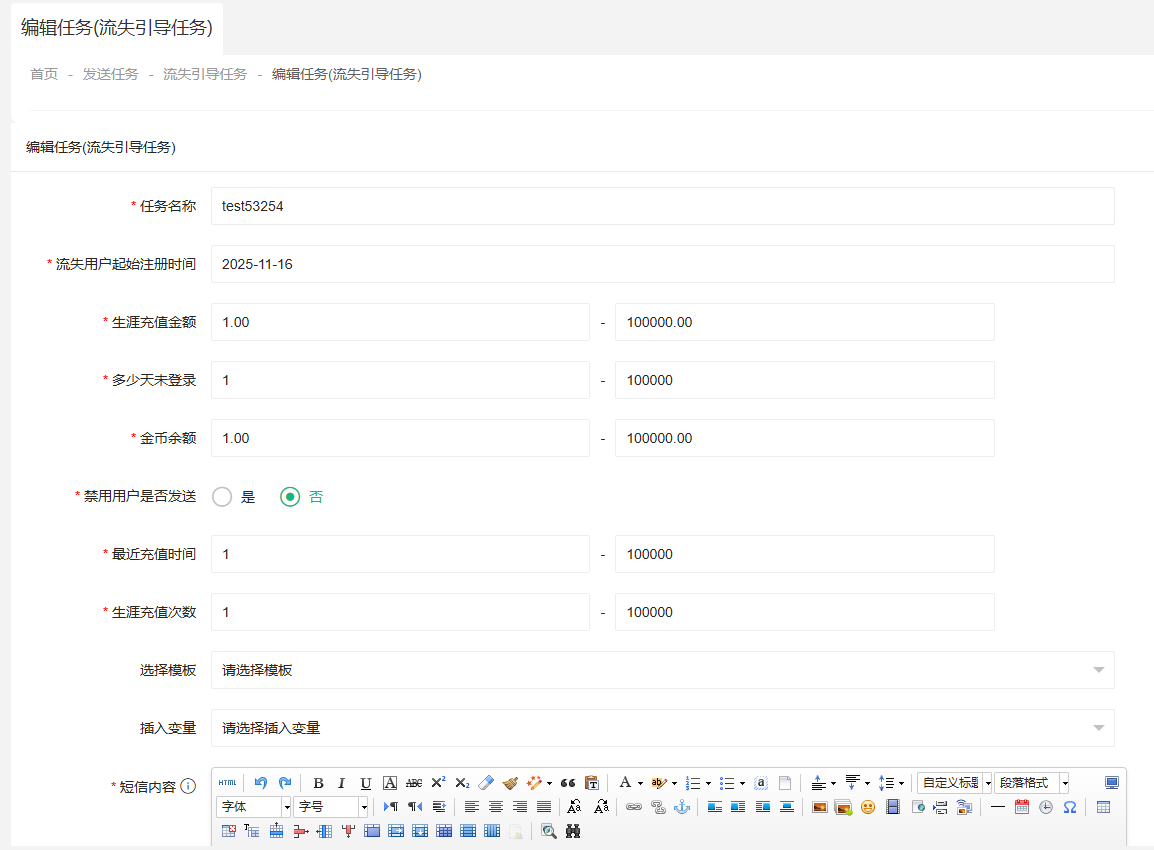 编辑任务(流失引导任务)
首页 - 发送任务 - 流失引导任务 - 编辑任务(流失引导任务)
编辑任务(流失引导任务)
* 任务名称 test53254
* 流失用户起始注册时间 2025-11-16
* 生涯充值金额 1.00 - 100000.00
* 多少天未登录 1 - 100000
* 金币余额 1.00 - 100000.00
* 禁用用户是否发送 是 否
* 最近充值时间 1 - 100000
* 生涯充值次数 1 - 100000
选择模板 请选择模板
插入变量 请选择插入变量
* 短信内容 HTML B I U A ABC X² X₂ A ab a 自定义标题 段落格式
字体 字号